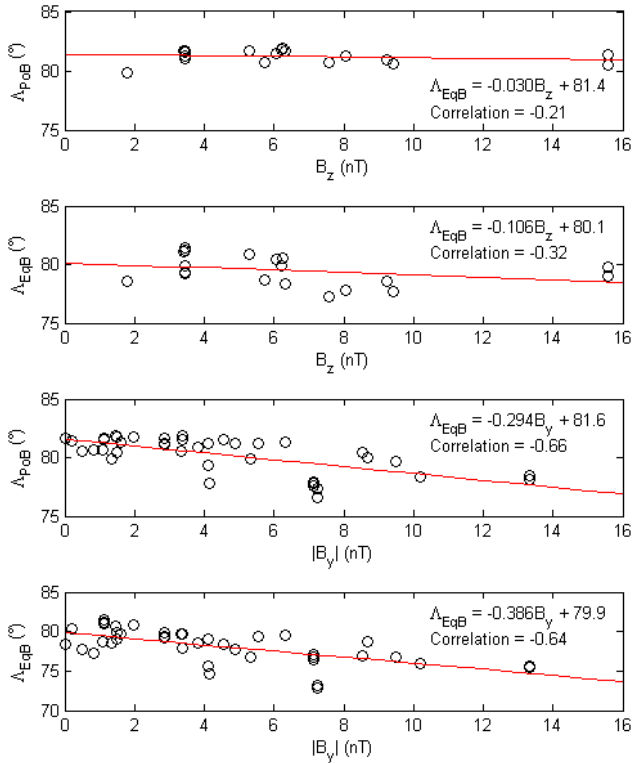 85
80
75
Λ_PoB (°)
Λ_EqB = -0.030B_z + 81.4
Correlation = -0.21
0 2 4 6 8 10 12 14 16
B_z (nT)
85
80
75
Λ_EqB (°)
Λ_EqB = -0.106B_z + 80.1
Correlation = -0.32
0 2 4 6 8 10 12 14 16
B_z (nT)
85
80
75
Λ_PoB (°)
Λ_EqB = -0.294B_y + 81.6
Correlation = -0.66
0 2 4 6 8 10 12 14 16
|B_y| (nT)
85
80
75
70
Λ_EqB (°)
Λ_EqB = -0.386B_y + 79.9
Correlation = -0.64
0 2 4 6 8 10 12 14 16
|B_y| (nT)